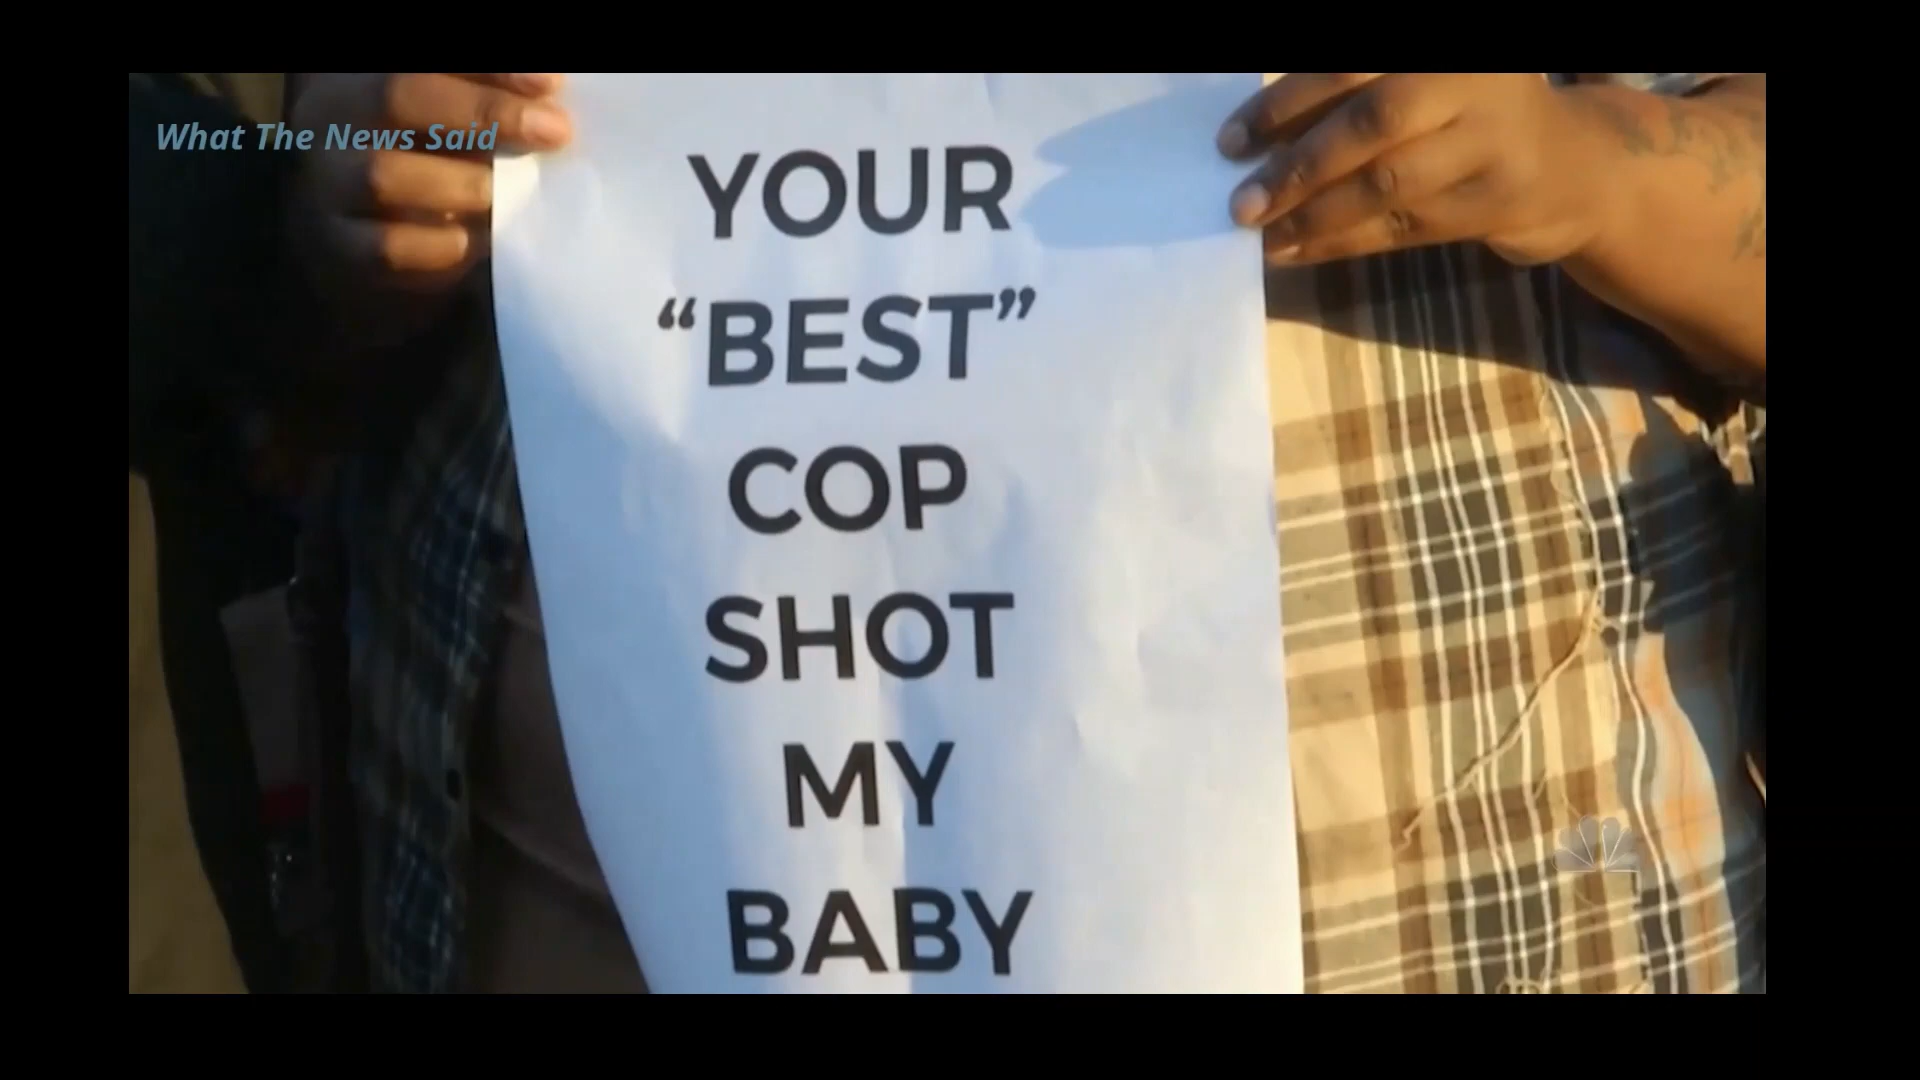 What The News Said
YOUR
“BEST”
COP
SHOT
MY
BABY